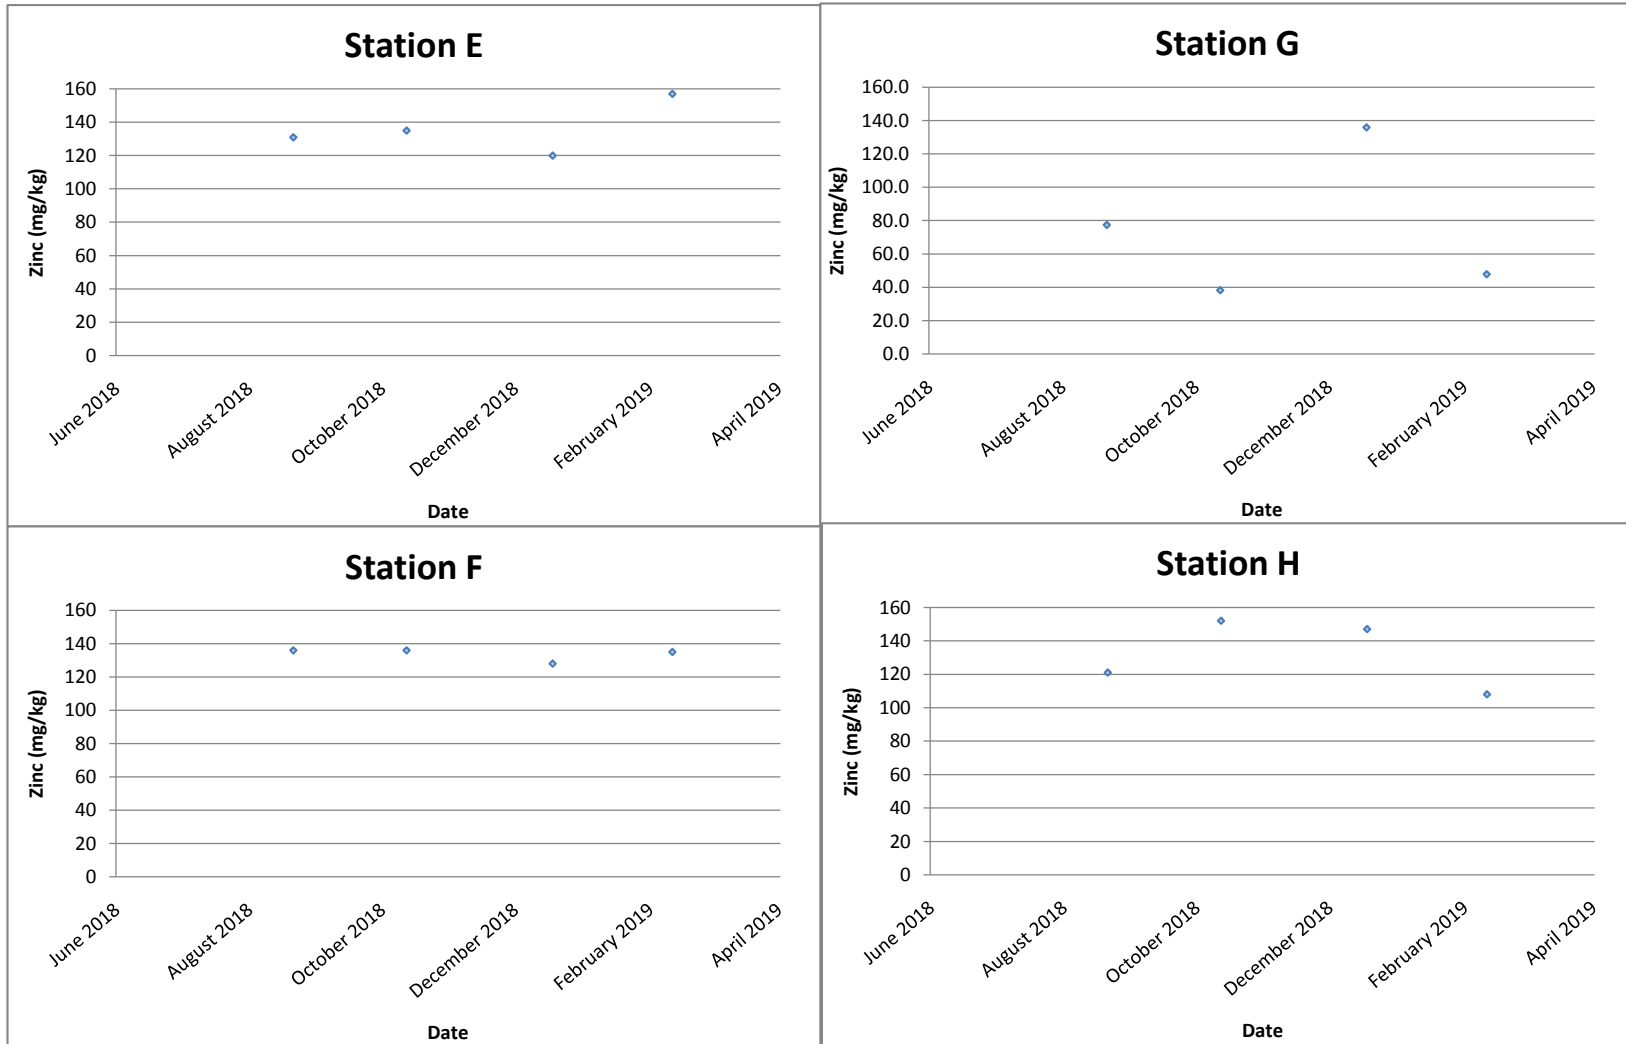 Station E
160
140
120
100
80
60
40
20
0
Zinc (mg/kg)
June 2018
August 2018
October 2018
December 2018
February 2019
April 2019
Date
Station G
160.0
140.0
120.0
100.0
80.0
60.0
40.0
20.0
0.0
Zinc (mg/kg)
June 2018
August 2018
October 2018
December 2018
February 2019
April 2019
Date
Station F
160
140
120
100
80
60
40
20
0
Zinc (mg/kg)
June 2018
August 2018
October 2018
December 2018
February 2019
April 2019
Date
Station H
160
140
120
100
80
60
40
20
0
Zinc (mg/kg)
June 2018
August 2018
October 2018
December 2018
February 2019
April 2019
Date